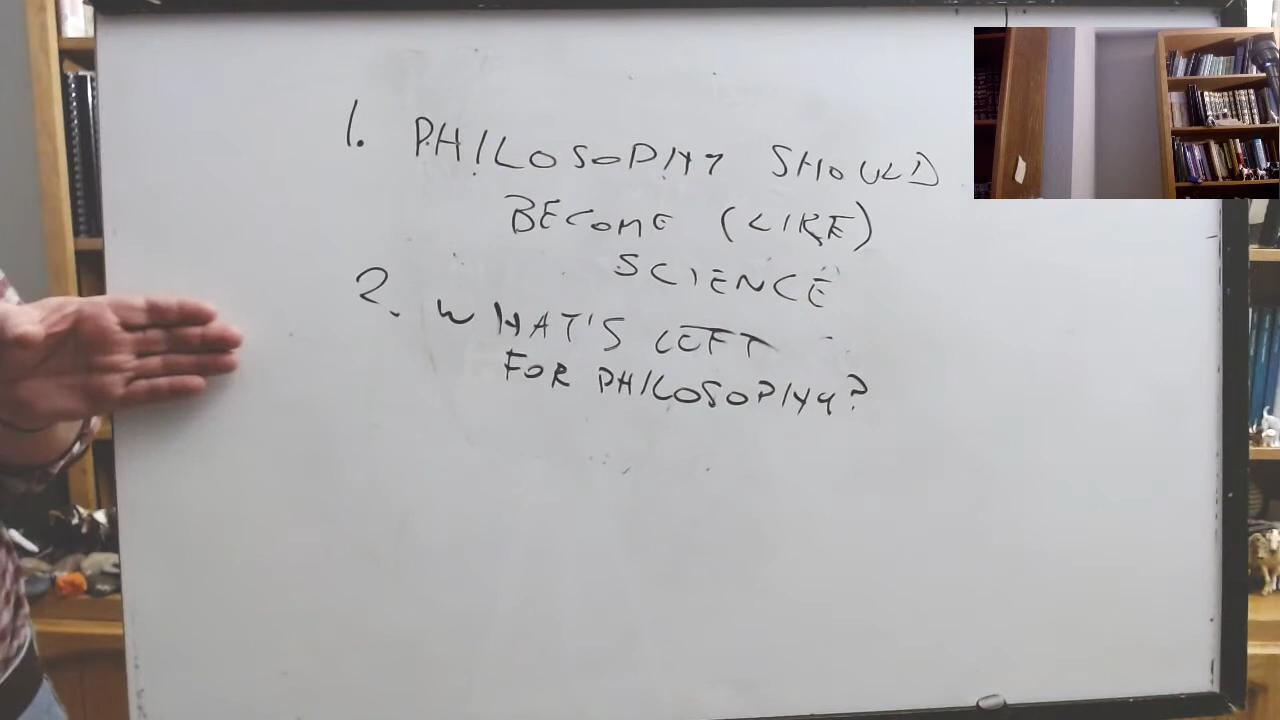 1. PHILOSOPHY SHOULD
BECOME (LIKE)
SCIENCE
2. WHAT'S LEFT
FOR PHILOSOPHY?